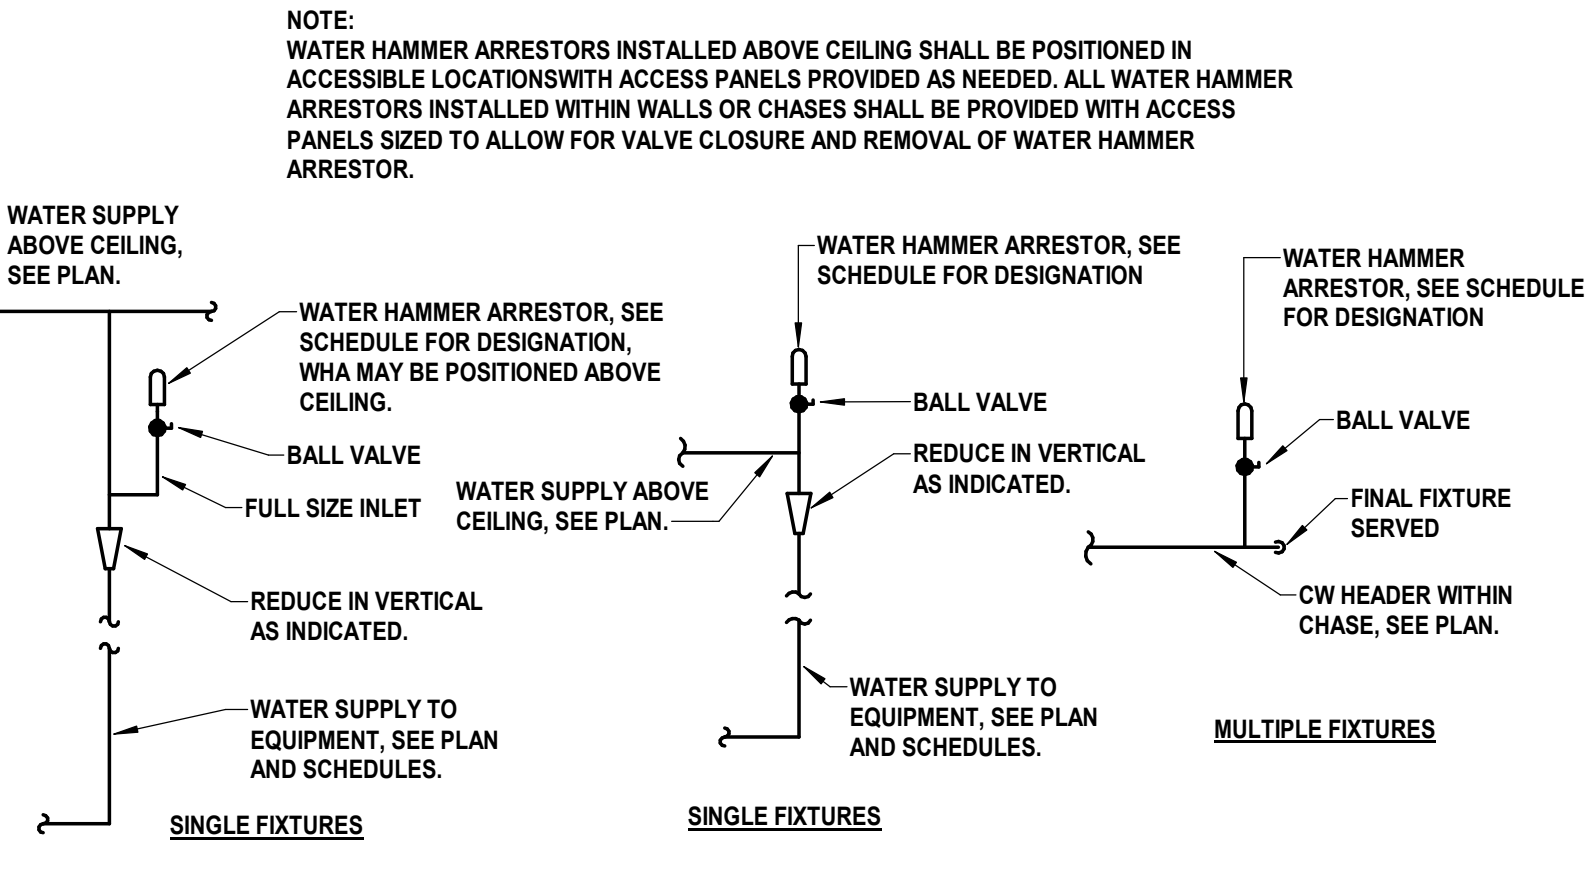 NOTE:
WATER HAMMER ARRESTORS INSTALLED ABOVE CEILING SHALL BE POSITIONED IN
ACCESSIBLE LOCATIONSWITH ACCESS PANELS PROVIDED AS NEEDED. ALL WATER HAMMER
ARRESTORS INSTALLED WITHIN WALLS OR CHASES SHALL BE PROVIDED WITH ACCESS
PANELS SIZED TO ALLOW FOR VALVE CLOSURE AND REMOVAL OF WATER HAMMER
ARRESTOR.
WATER SUPPLY
ABOVE CEILING,
SEE PLAN.
WATER HAMMER ARRESTOR, SEE
SCHEDULE FOR DESIGNATION,
WHA MAY BE POSITIONED ABOVE
CEILING.
BALL VALVE
FULL SIZE INLET
REDUCE IN VERTICAL
AS INDICATED.
WATER SUPPLY TO
EQUIPMENT, SEE PLAN
AND SCHEDULES.
SINGLE FIXTURES
WATER HAMMER ARRESTOR, SEE
SCHEDULE FOR DESIGNATION
BALL VALVE
REDUCE IN VERTICAL
AS INDICATED.
WATER SUPPLY ABOVE
CEILING, SEE PLAN.
WATER SUPPLY TO
EQUIPMENT, SEE PLAN
AND SCHEDULES.
SINGLE FIXTURES
WATER HAMMER
ARRESTOR, SEE SCHEDULE
FOR DESIGNATION
BALL VALVE
FINAL FIXTURE
SERVED
CW HEADER WITHIN
CHASE, SEE PLAN.
MULTIPLE FIXTURES